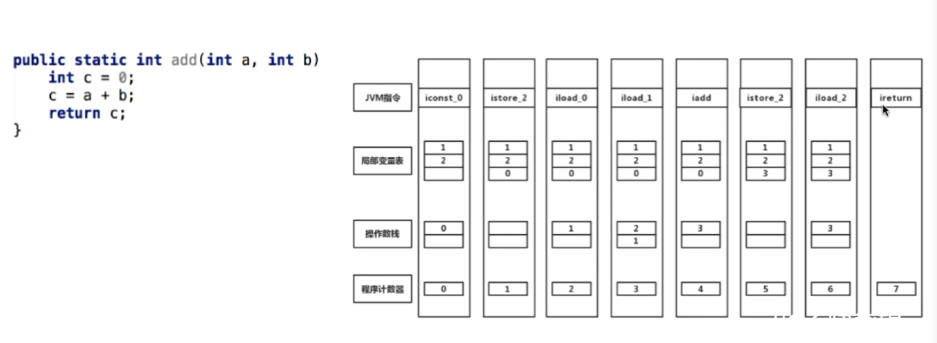 public static int add(int a, int b)
int c = 0;
c = a + b;
return c;
}
JVM指令 iconst_0 istore_2 iload_0 iload_1 iadd istore_2 iload_2 ireturn
局部变量表 1 1 1 1 1 1 1
2 2 2 2 2 2 2
0 0 0 0 3 3
操作数栈 0 1 2 3 3
1
程序计数器 0 1 2 3 4 5 6 7